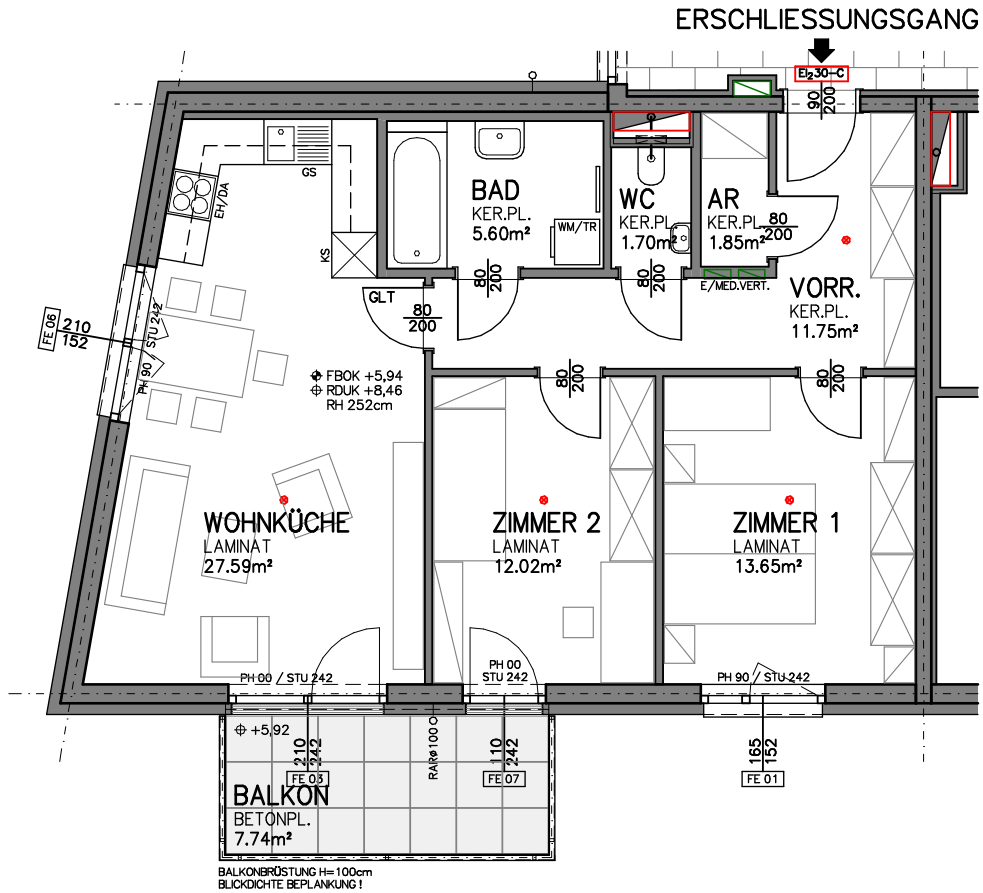 ERSCHLIESSUNGSGANG
EI₂30-C
90
200
GS
EH/DA
KS
BAD
KER.PL.
5.60m²
WM/TR
80
200
WC
KER.PL.
1.70m²
80
200
AR
KER.PL.
1.85m²
80
200
E/MED.VERT.
VORR.
KER.PL.
11.75m²
GLT
80
200
FE 06
210
152
PH 90 / STU 242
FBOK +5,94
RDUK +8,46
RH 252cm
80
200
80
200
WOHNKÜCHE
LAMINAT
27.59m²
ZIMMER 2
LAMINAT
12.02m²
ZIMMER 1
LAMINAT
13.65m²
PH 00 / STU 242
PH 00
STU 242
PH 90 / STU 242
+5,92
210
242
FE 03
RARø100
110
242
FE 07
165
152
FE 01
BALKON
BETONPL.
7.74m²
BALKONBRÜSTUNG H=100cm
BLICKDICHTE BEPLANKUNG !